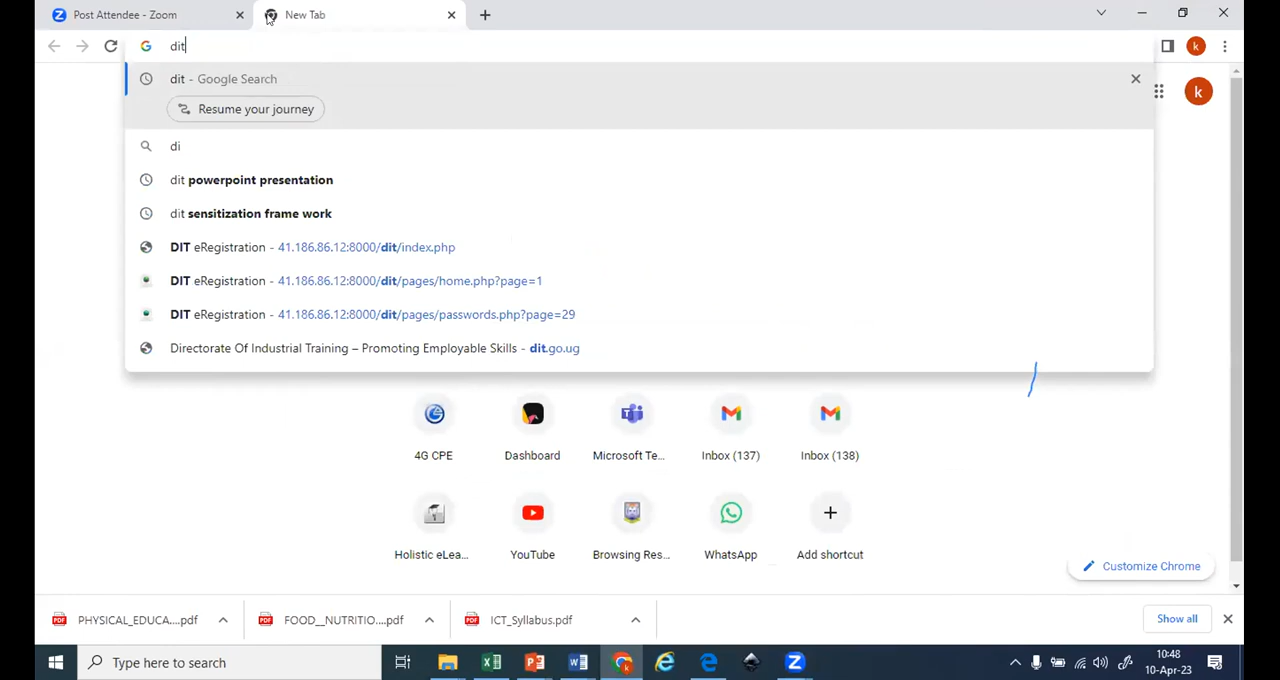 Post Attendee - Zoom
New Tab
dit
k
dit - Google Search
Resume your journey
k
di
dit powerpoint presentation
dit sensitization frame work
DIT eRegistration - 41.186.86.12:8000/dit/index.php
DIT eRegistration - 41.186.86.12:8000/dit/pages/home.php?page=1
DIT eRegistration - 41.186.86.12:8000/dit/pages/passwords.php?page=29
Directorate Of Industrial Training – Promoting Employable Skills - dit.go.ug
4G CPE
Dashboard
Microsoft Te...
Inbox (137)
Inbox (138)
Holistic eLea...
YouTube
Browsing Res...
WhatsApp
Add shortcut
Customize Chrome
PHYSICAL_EDUCA....pdf
FOOD__NUTRITIO....pdf
ICT_Syllabus.pdf
Show all
Type here to search
10:48
10-Apr-23